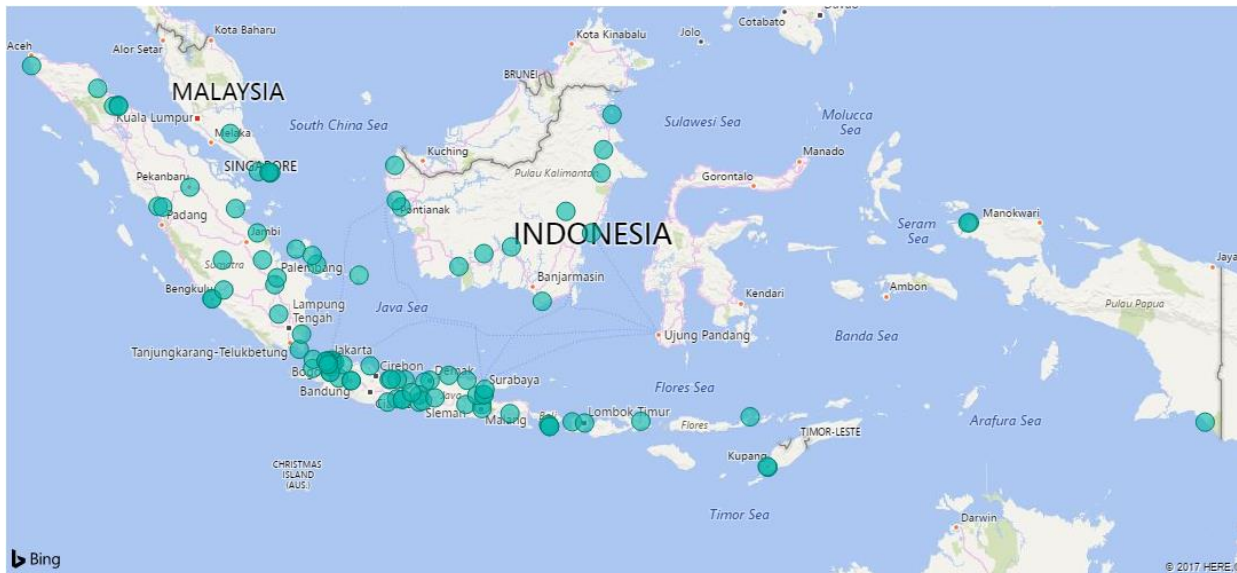 Aceh
Alor Setar
Kota Baharu
Kota Kinabalu
Jolo
Cotabato
BRUNEI
MALAYSIA
Kuala Lumpur
Melaka
South China Sea
Sulawesi Sea
Molucca
Sea
Kuching
Manado
SINGAPORE
Pekanbaru
Pulau Kalimantan
Gorontalo
Padang
Pontianak
INDONESIA
Seram
Sea
Manokwari
Jambi
Sumatra
Palembang
Banjarmasin
Bengkulu
Lampung
Tengah
Java Sea
Kendari
Ambon
Pulau Papua
Tanjungkarang-Telukbetung
Ujung Pandang
Banda Sea
Jakarta
Cirebon
Demak
Surabaya
Bandung
Java
Flores Sea
Sleman
Malang
Bali
Lombok Timur
Flores
Arafura Sea
TIMOR-LESTE
Kupang
CHRISTMAS
ISLAND
(AUS.)
Timor Sea
Darwin
Bing
© 2017 HERE,